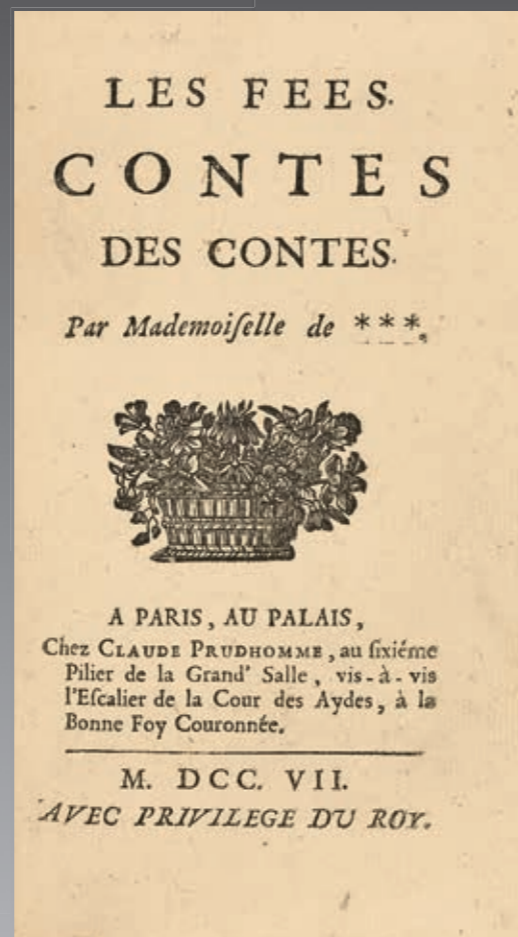 LES FEES.
CONTES
DES CONTES.
Par Mademoiſelle de ***.
A PARIS, AU PALAIS,
Chez CLAUDE PRUDHOMME, au ſixiéme
Pilier de la Grand' Salle, vis-à-vis
l'Eſcalier de la Cour des Aydes, à la
Bonne Foy Couronnée.
M. DCC. VII.
AVEC PRIVILEGE DU ROY.